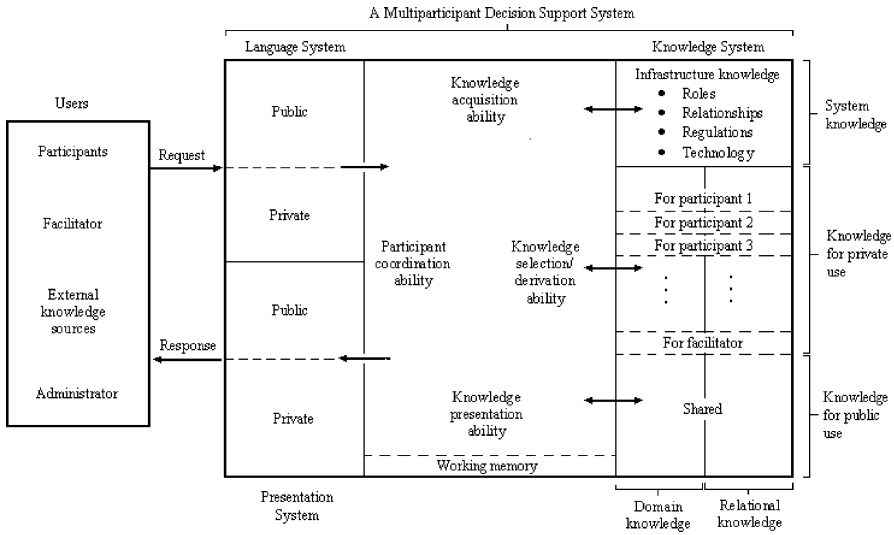 A Multiparticipant Decision Support System
Language System
Knowledge System
Users
Participants
Facilitator
External
knowledge
sources
Administrator
Request
Response
Public
Private
Public
Private
Presentation
System
Knowledge
acquisition
ability
Participant
coordination
ability
Knowledge
selection/
derivation
ability
Knowledge
presentation
ability
Working memory
Infrastructure knowledge
● Roles
● Relationships
● Regulations
● Technology
For participant 1
For participant 2
For participant 3
For facilitator
Shared
Domain
knowledge
Relational
knowledge
System
knowledge
Knowledge
for private
use
Knowledge
for public
use